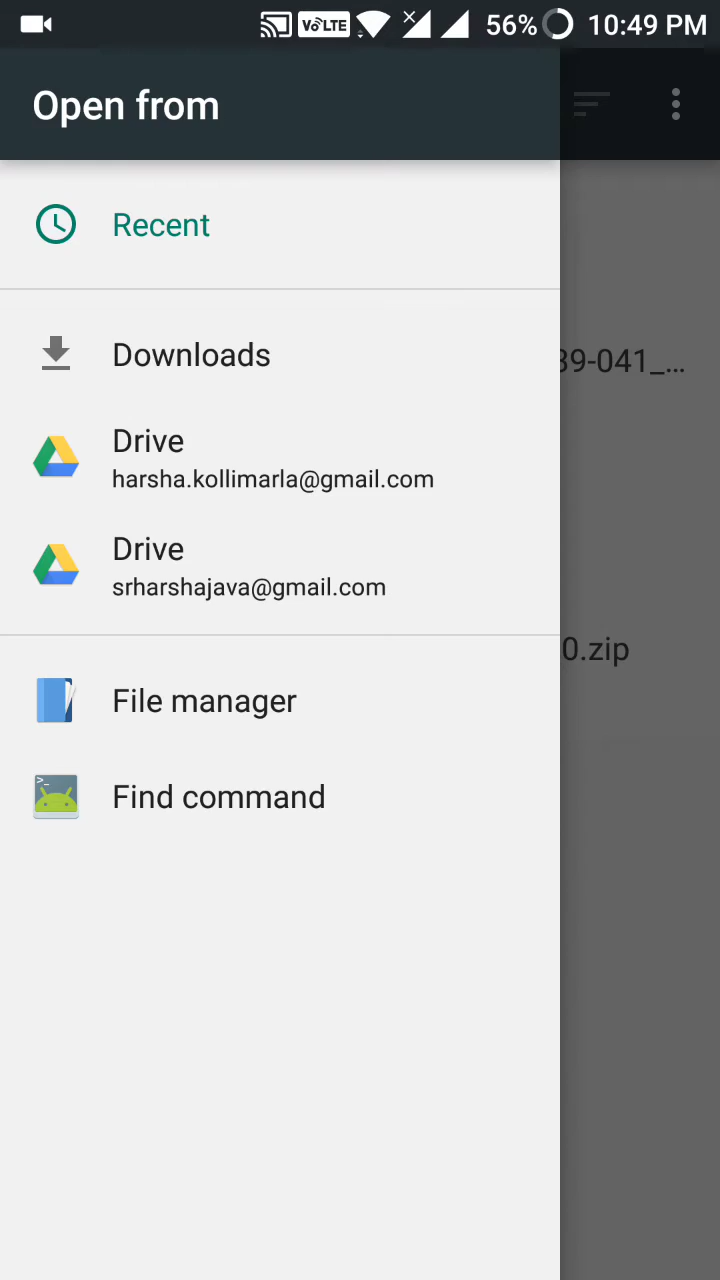 VoLTE 56% 10:49 PM
Open from
Recent
Downloads
39-041_...
Drive
harsha.kollimarla@gmail.com
Drive
srharshajava@gmail.com
0.zip
File manager
Find command